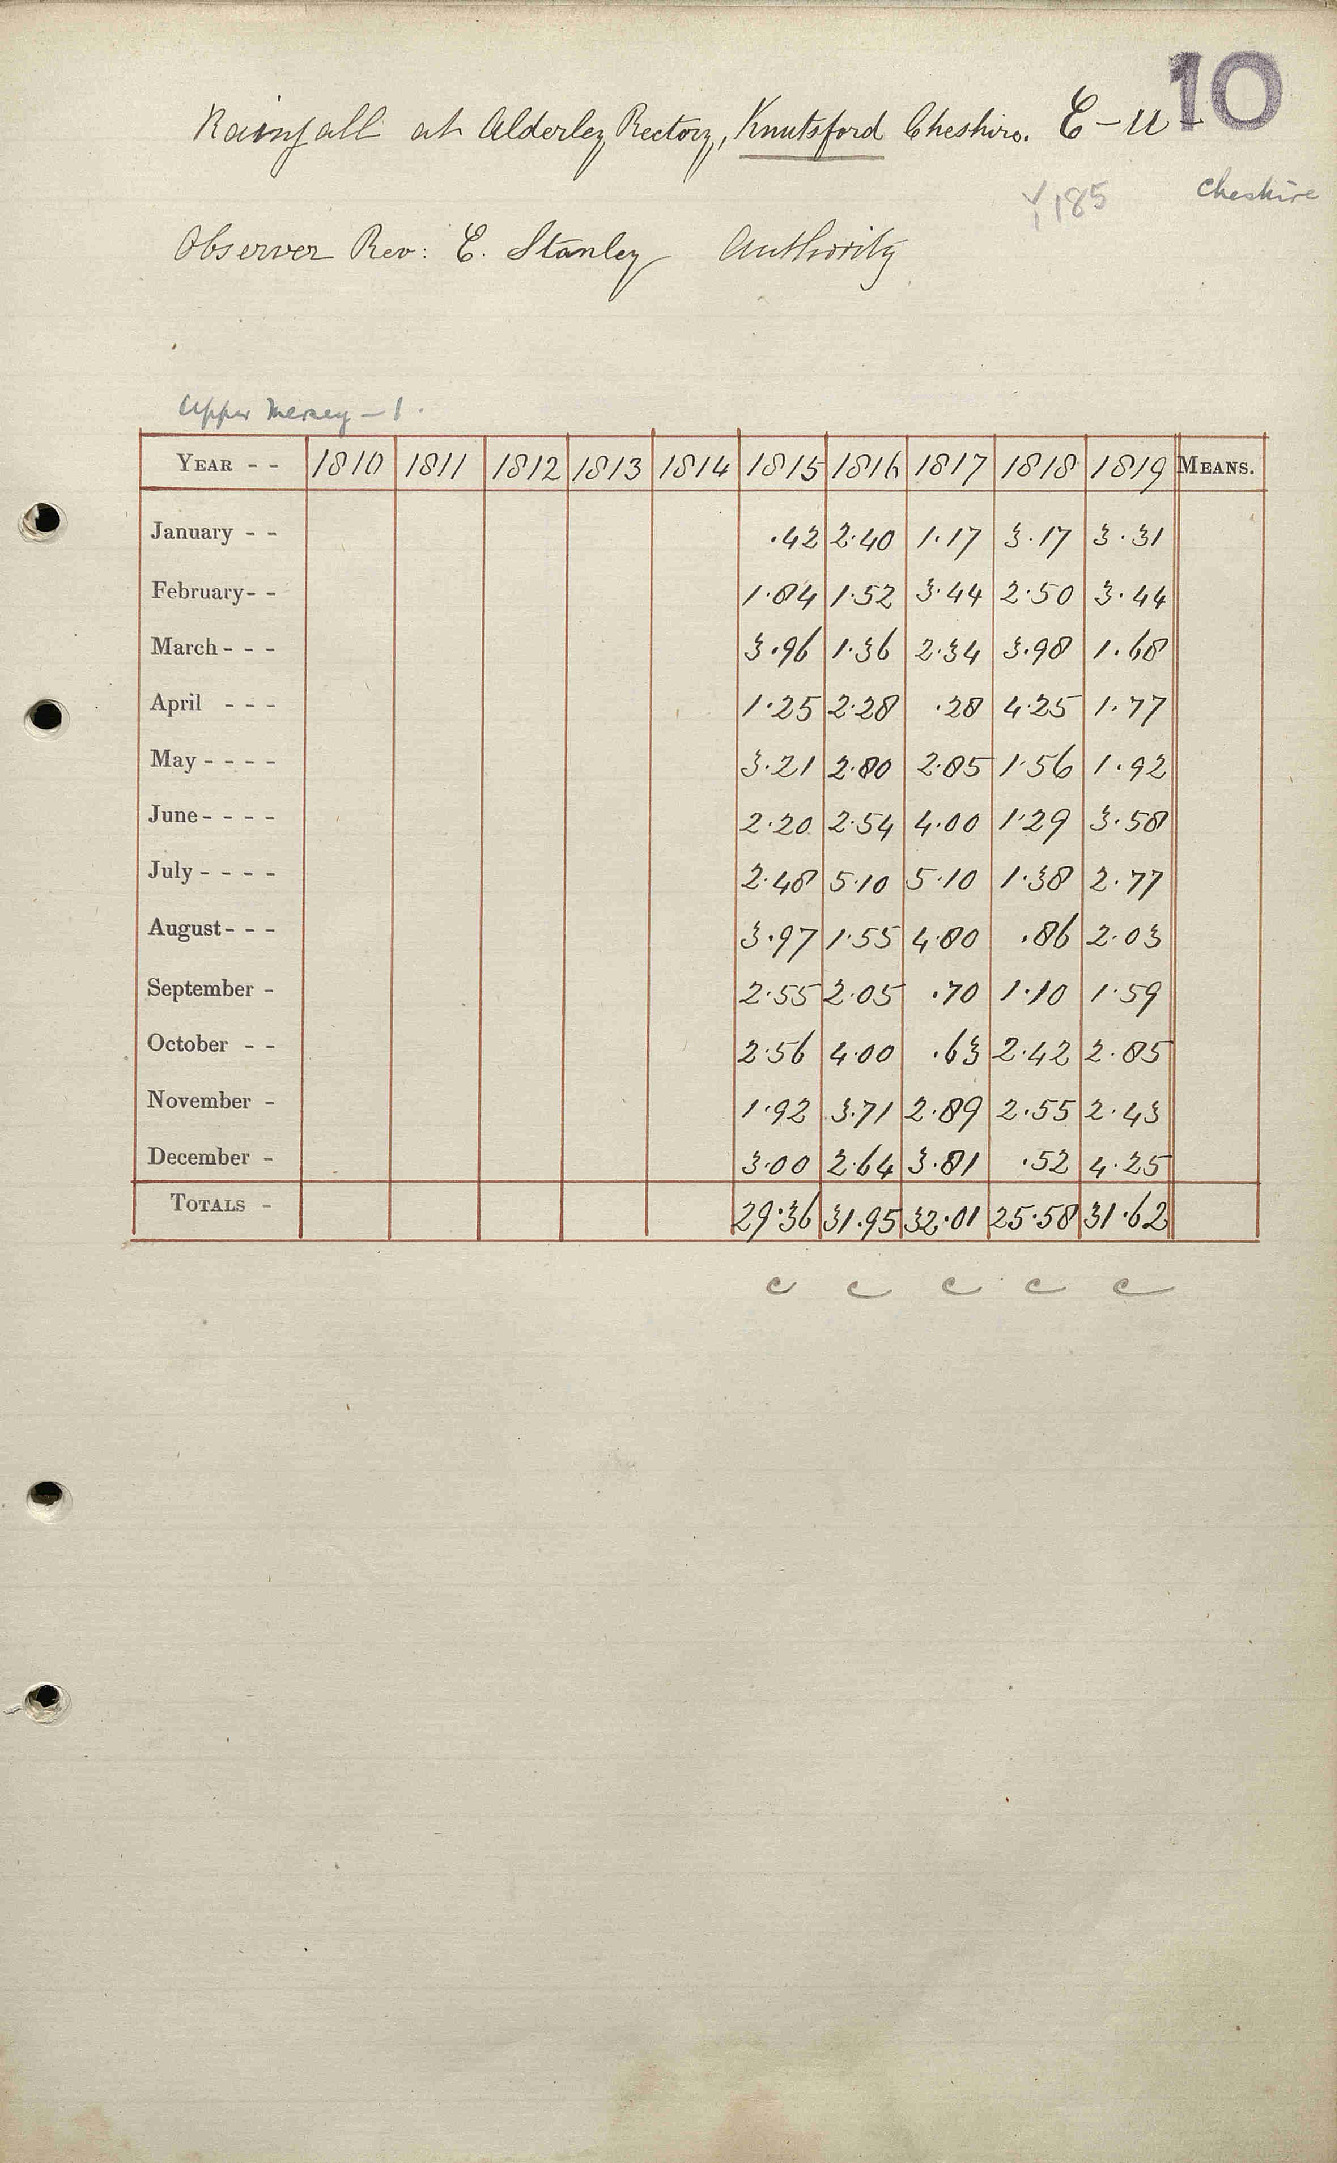 10
Rainfall at Alderley Rectory, Knutsford Cheshire. E-U-
Y185 Cheshire
Observer Rev: E. Stanley Authority
Upper Mersey - 1.
YEAR - - 1810 1811 1812 1813 1814 1815 1816 1817 1818 1819 MEANS.
January - - .42 2.40 1.17 3.17 3.31
February - - 1.84 1.52 3.44 2.50 3.44
March - - - 3.96 1.36 2.34 3.98 1.68
April - - - 1.25 2.28 .28 4.25 1.77
May - - - - 3.21 2.80 2.85 1.56 1.92
June - - - - 2.20 2.54 4.00 1.29 3.58
July - - - - 2.48 5.10 5.10 1.38 2.77
August - - - 3.97 1.55 4.80 .86 2.03
September - 2.55 2.05 .70 1.10 1.59
October - - 2.56 4.00 .63 2.42 2.85
November - 1.92 3.71 2.89 2.55 2.43
December - 3.00 2.64 3.81 .52 4.25
TOTALS - 29.36 31.95 32.01 25.58 31.62
c c c c c